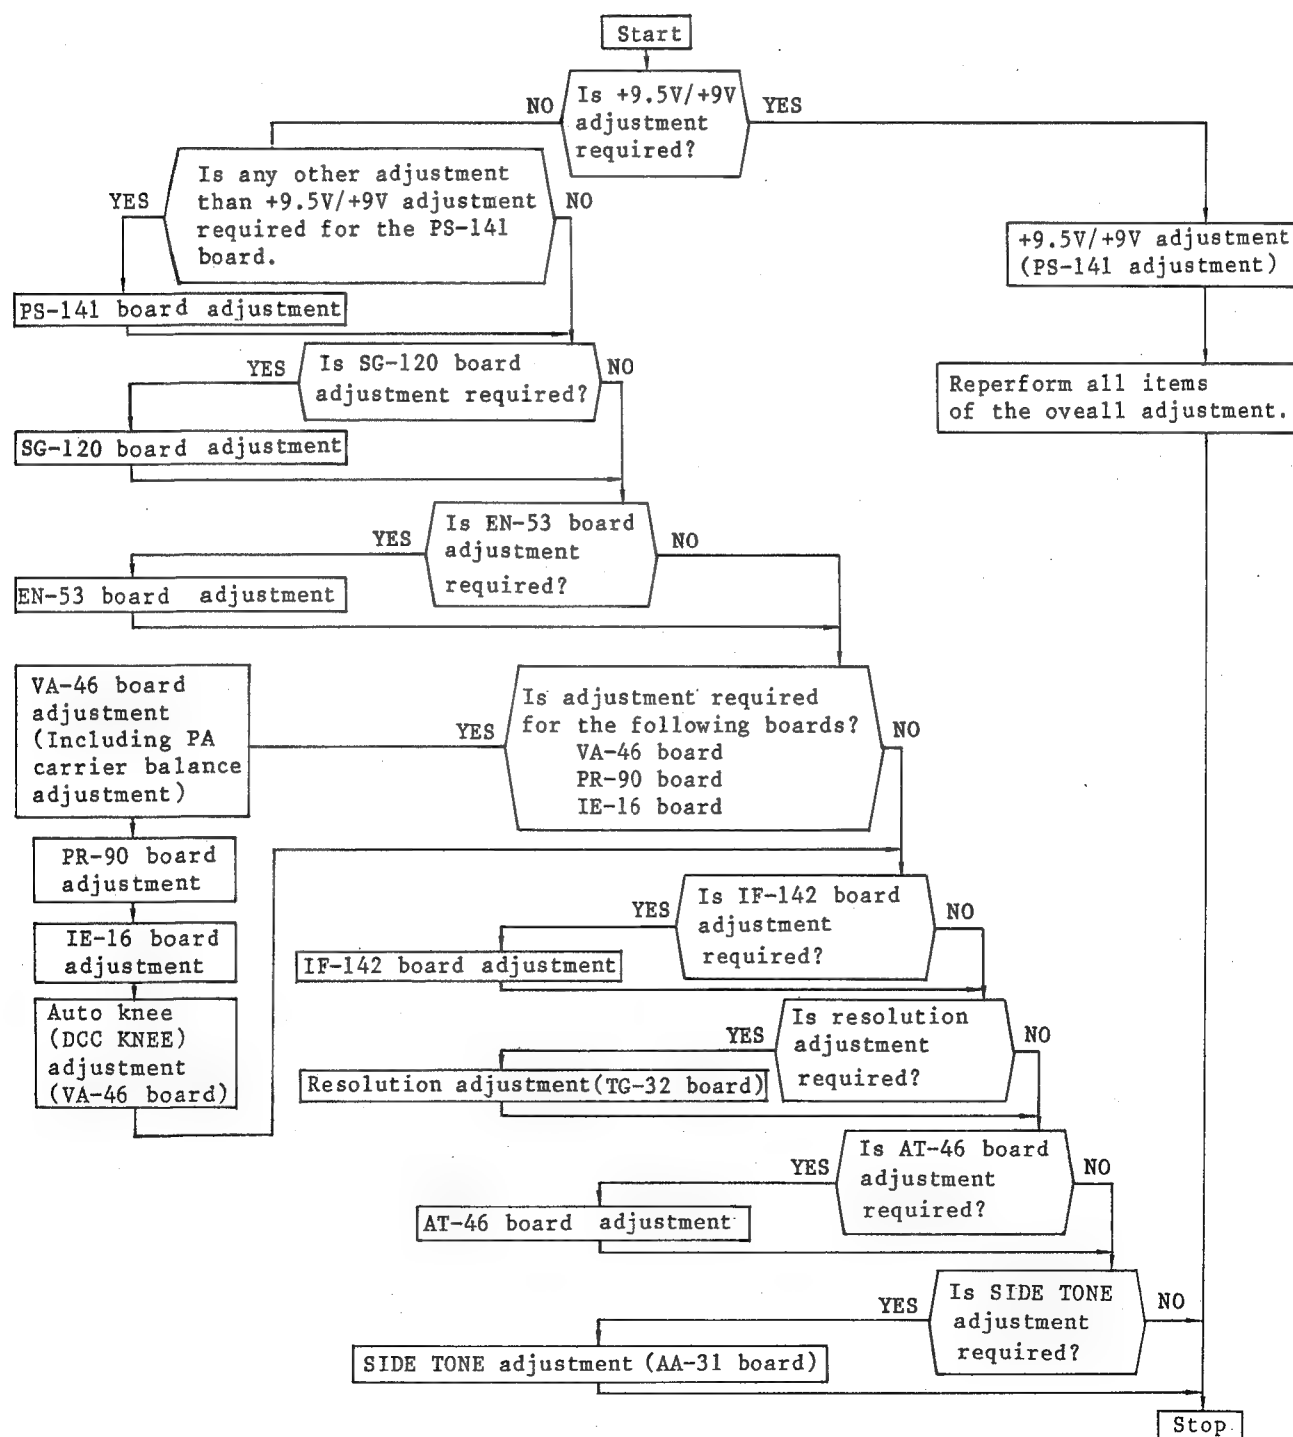 Start
Is +9.5V/+9V
adjustment
required?
NO
YES
Is any other adjustment
than +9.5V/+9V adjustment
required for the PS-141
board.
YES
NO
+9.5V/+9V adjustment
(PS-141 adjustment)
PS-141 board adjustment
Is SG-120 board
adjustment required?
YES
NO
Reperform all items
of the oveall adjustment.
SG-120 board adjustment
Is EN-53 board
adjustment
required?
YES
NO
EN-53 board adjustment
VA-46 board
adjustment
(Including PA
carrier balance
adjustment)
YES
Is adjustment required
for the following boards?
VA-46 board
PR-90 board
IE-16 board
NO
PR-90 board
adjustment
IE-16 board
adjustment
Auto knee
(DCC KNEE)
adjustment
(VA-46 board)
YES
Is IF-142 board
adjustment
required?
NO
IF-142 board adjustment
YES
Is resolution
adjustment
required?
NO
Resolution adjustment(TG-32 board)
YES
Is AT-46 board
adjustment
required?
NO
AT-46 board adjustment
YES
Is SIDE TONE
adjustment
required?
NO
SIDE TONE adjustment (AA-31 board)
Stop